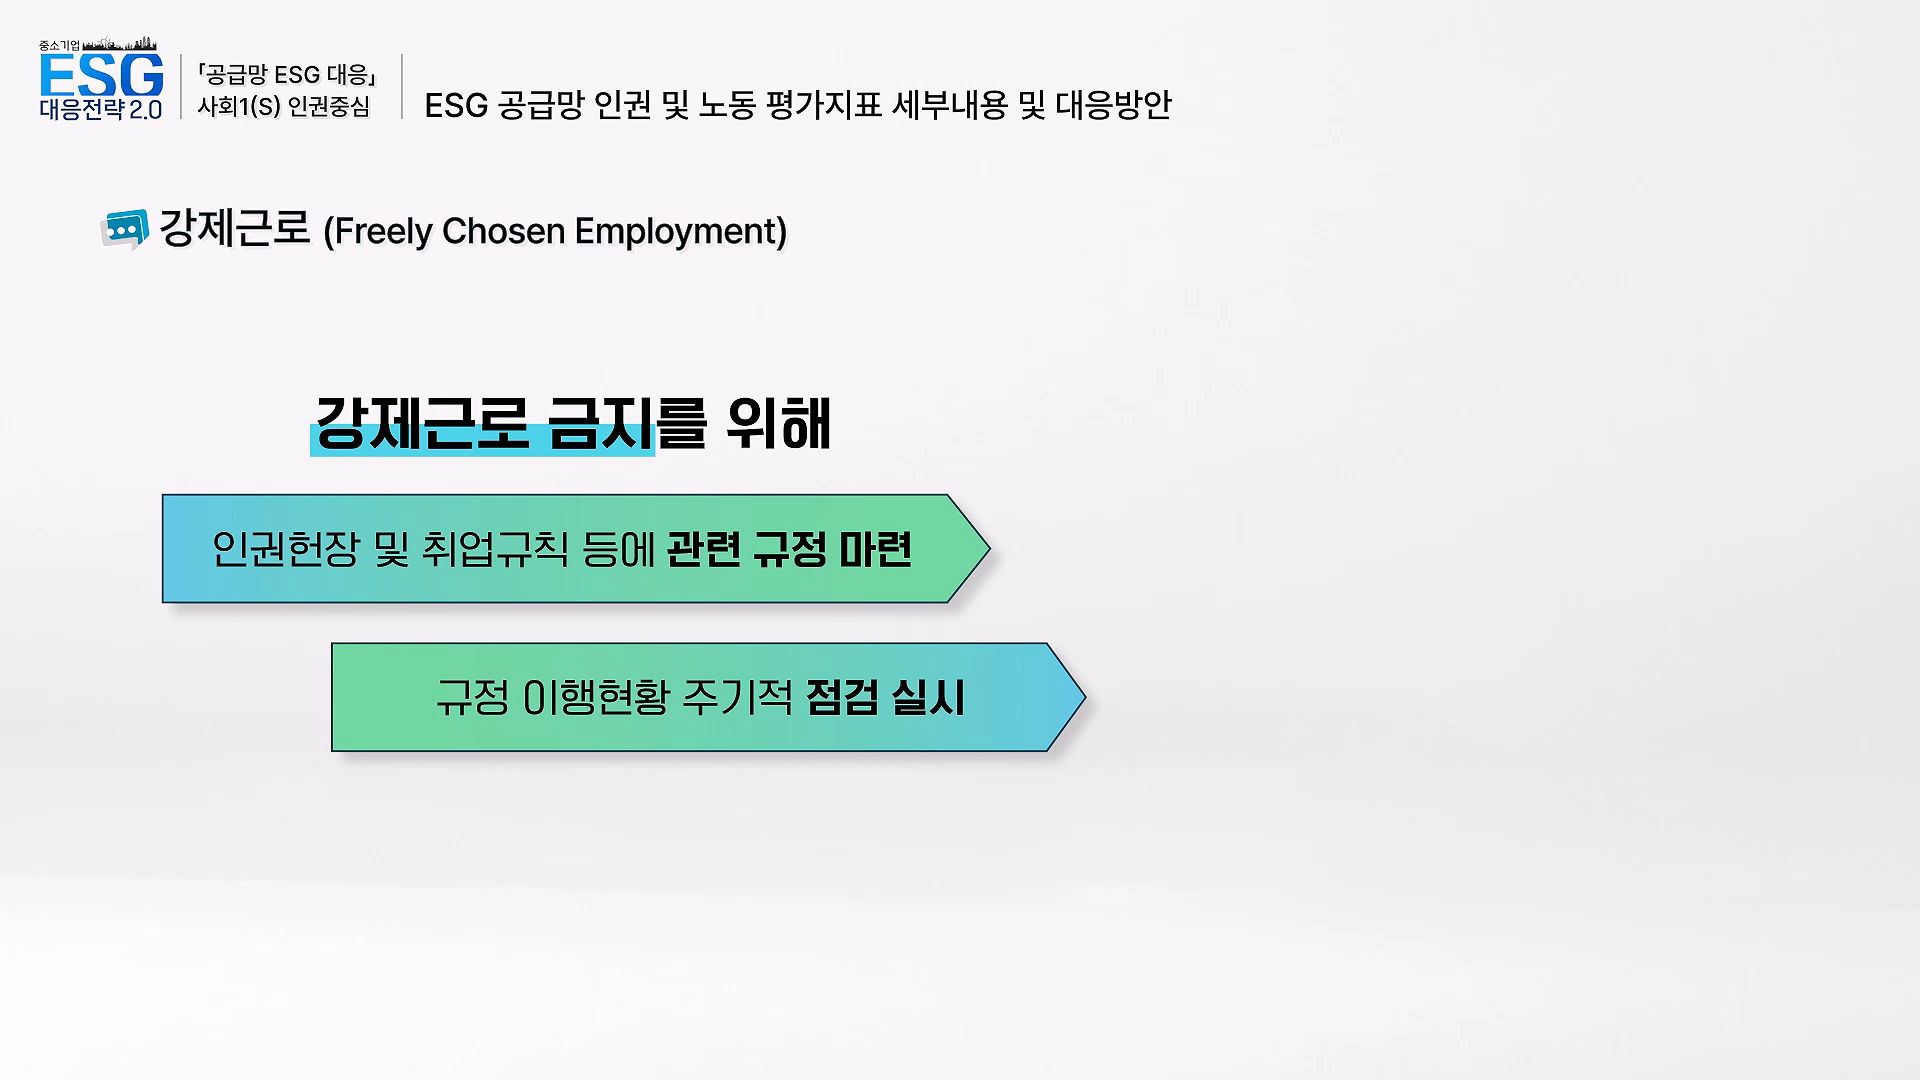 중소기업
ESG
대응전략 2.0
「공급망 ESG 대응」
사회1(S) 인권중심
ESG 공급망 인권 및 노동 평가지표 세부내용 및 대응방안
강제근로 (Freely Chosen Employment)
강제근로 금지를 위해
인권헌장 및 취업규칙 등에 관련 규정 마련
규정 이행현황 주기적 점검 실시